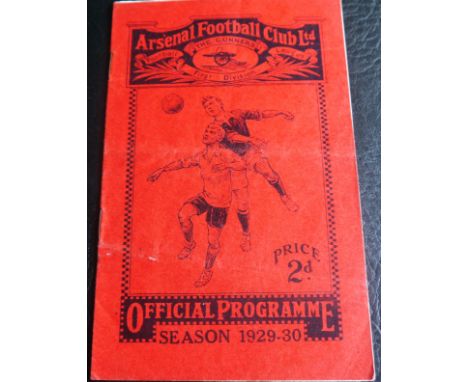 Arsenal Football Club Ltd
THE GUNNERS
First Division
PRICE
2d.
OFFICIAL PROGRAMME
SEASON 1929-30